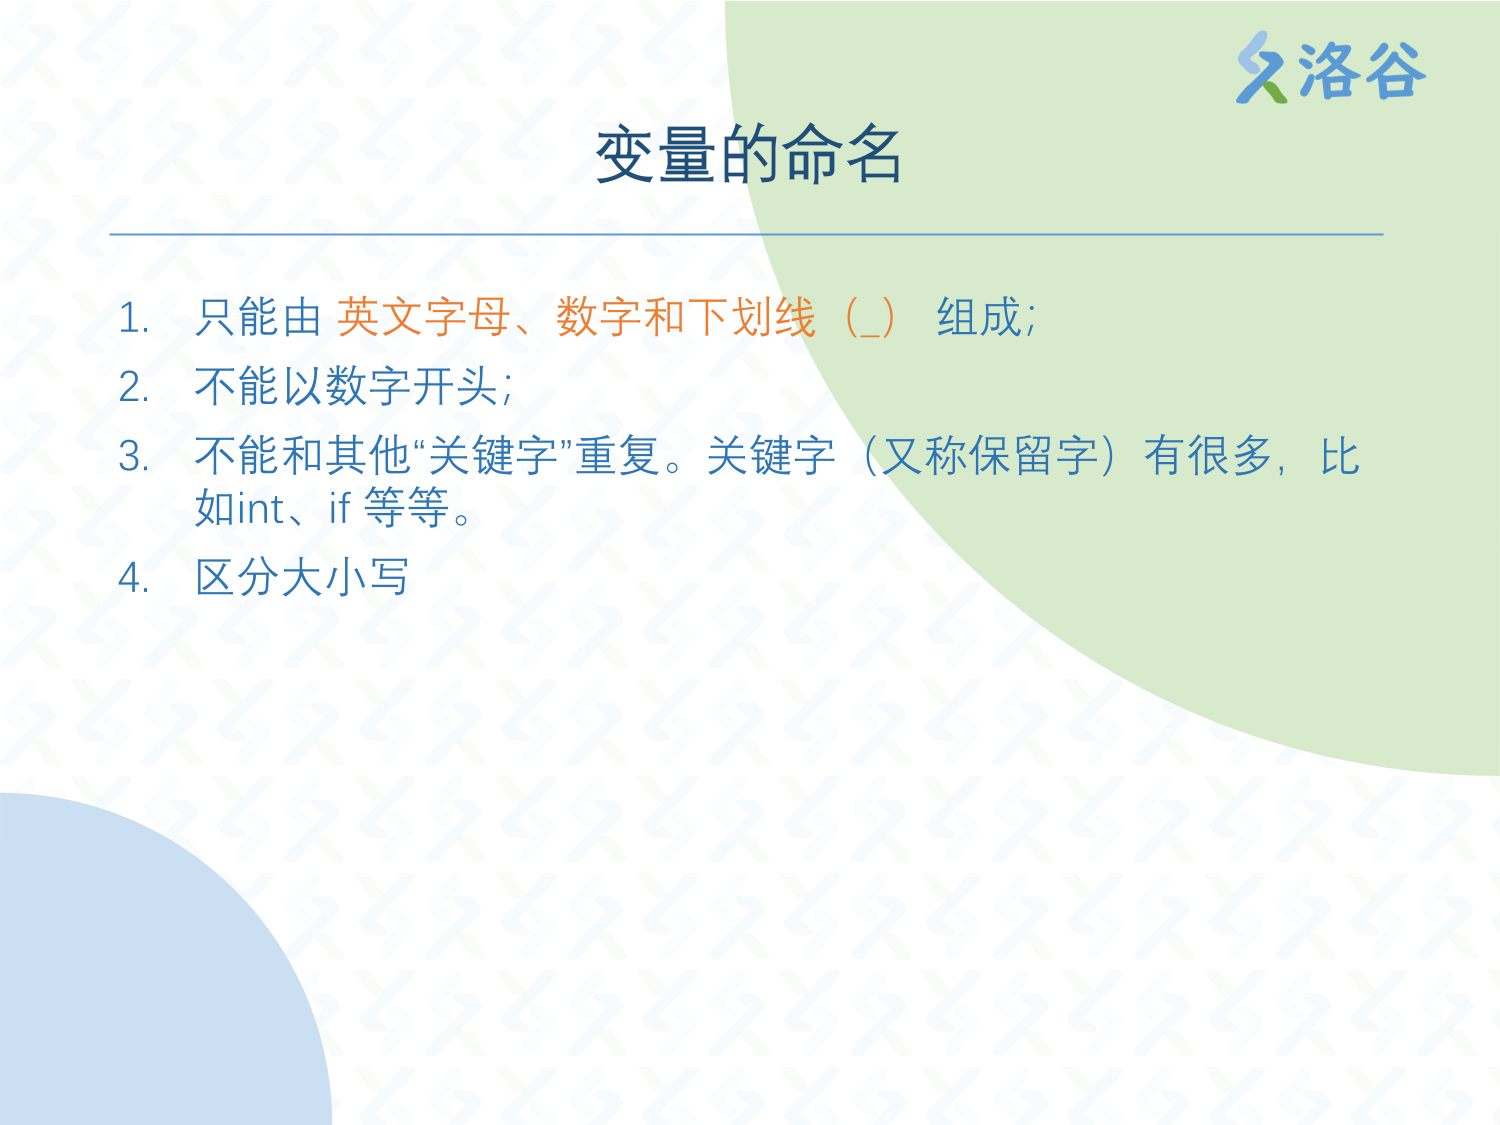 洛谷
变量的命名
1. 只能由 英文字母、数字和下划线（_） 组成；
2. 不能以数字开头；
3. 不能和其他“关键字”重复。关键字（又称保留字）有很多，比
如int、if 等等。
4. 区分大小写